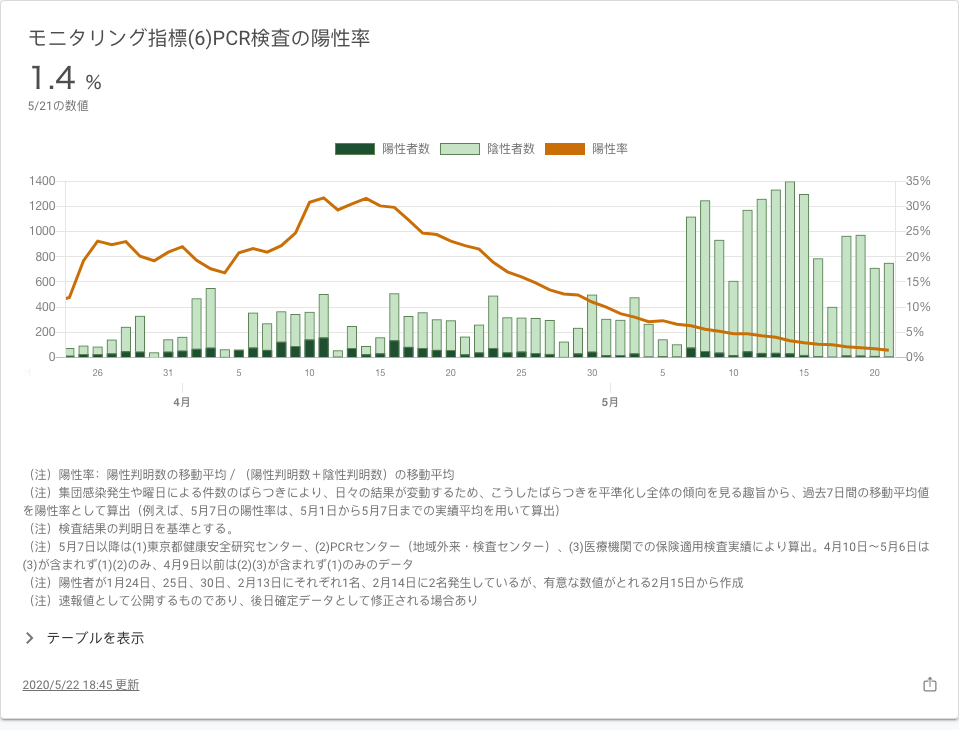 モニタリング指標(6)PCR検査の陽性率
1.4 %
5/21の数値
陽性者数 陰性者数 陽性率
1400 35%
1200 30%
1000 25%
800 20%
600 15%
400 10%
200 5%
0 0%
26 31 5 10 15 20 25 30 5 10 15 20
4月 5月
（注）陽性率：陽性判明数の移動平均 / （陽性判明数＋陰性判明数）の移動平均
（注）集団感染発生や曜日による件数のばらつきにより、日々の結果が変動するため、こうしたばらつきを平準化し全体の傾向を見る趣旨から、過去7日間の移動平均値
を陽性率として算出（例えば、5月7日の陽性率は、5月1日から5月7日までの実績平均を用いて算出）
（注）検査結果の判明日を基準とする。
（注）5月7日以降は(1)東京都健康安全研究センター、(2)PCRセンター（地域外来・検査センター）、(3)医療機関での保険適用検査実績により算出。4月10日～5月6日は
(3)が含まれず(1)(2)のみ、4月9日以前は(2)(3)が含まれず(1)のみのデータ
（注）陽性者が1月24日、25日、30日、2月13日にそれぞれ1名、2月14日に2名発生しているが、有意な数値がとれる2月15日から作成
（注）速報値として公開するものであり、後日確定データとして修正される場合あり
テーブルを表示
2020/5/22 18:45 更新